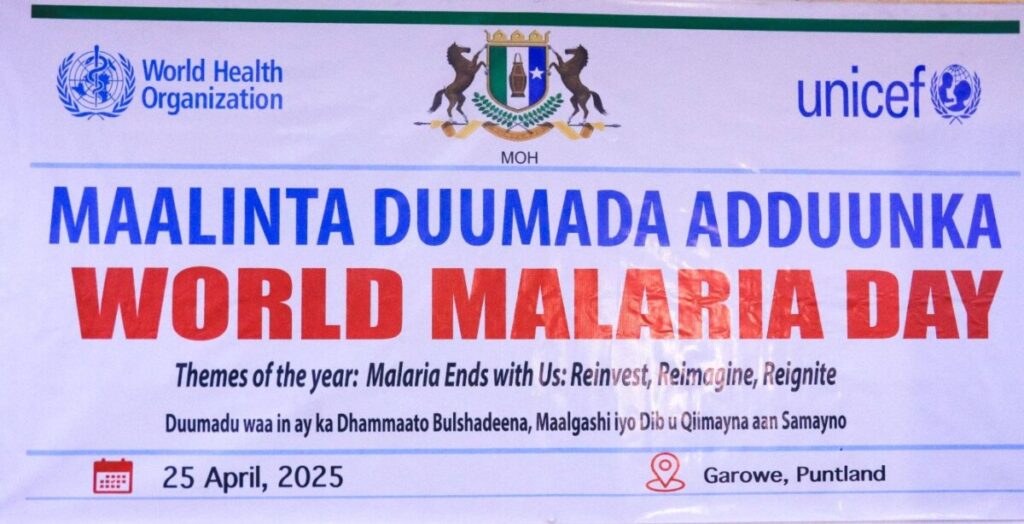 World Health
Organization
MOH
unicef
MAALINTA DUUMADA ADDUUNKA
WORLD MALARIA DAY
Themes of the year: Malaria Ends with Us: Reinvest, Reimagine, Reignite
Duumadu waa in ay ka Dhammaato Bulshadeena, Maalgashi iyo Dib u Qiimayna aan Samayno
25 April, 2025
Garowe, Puntland